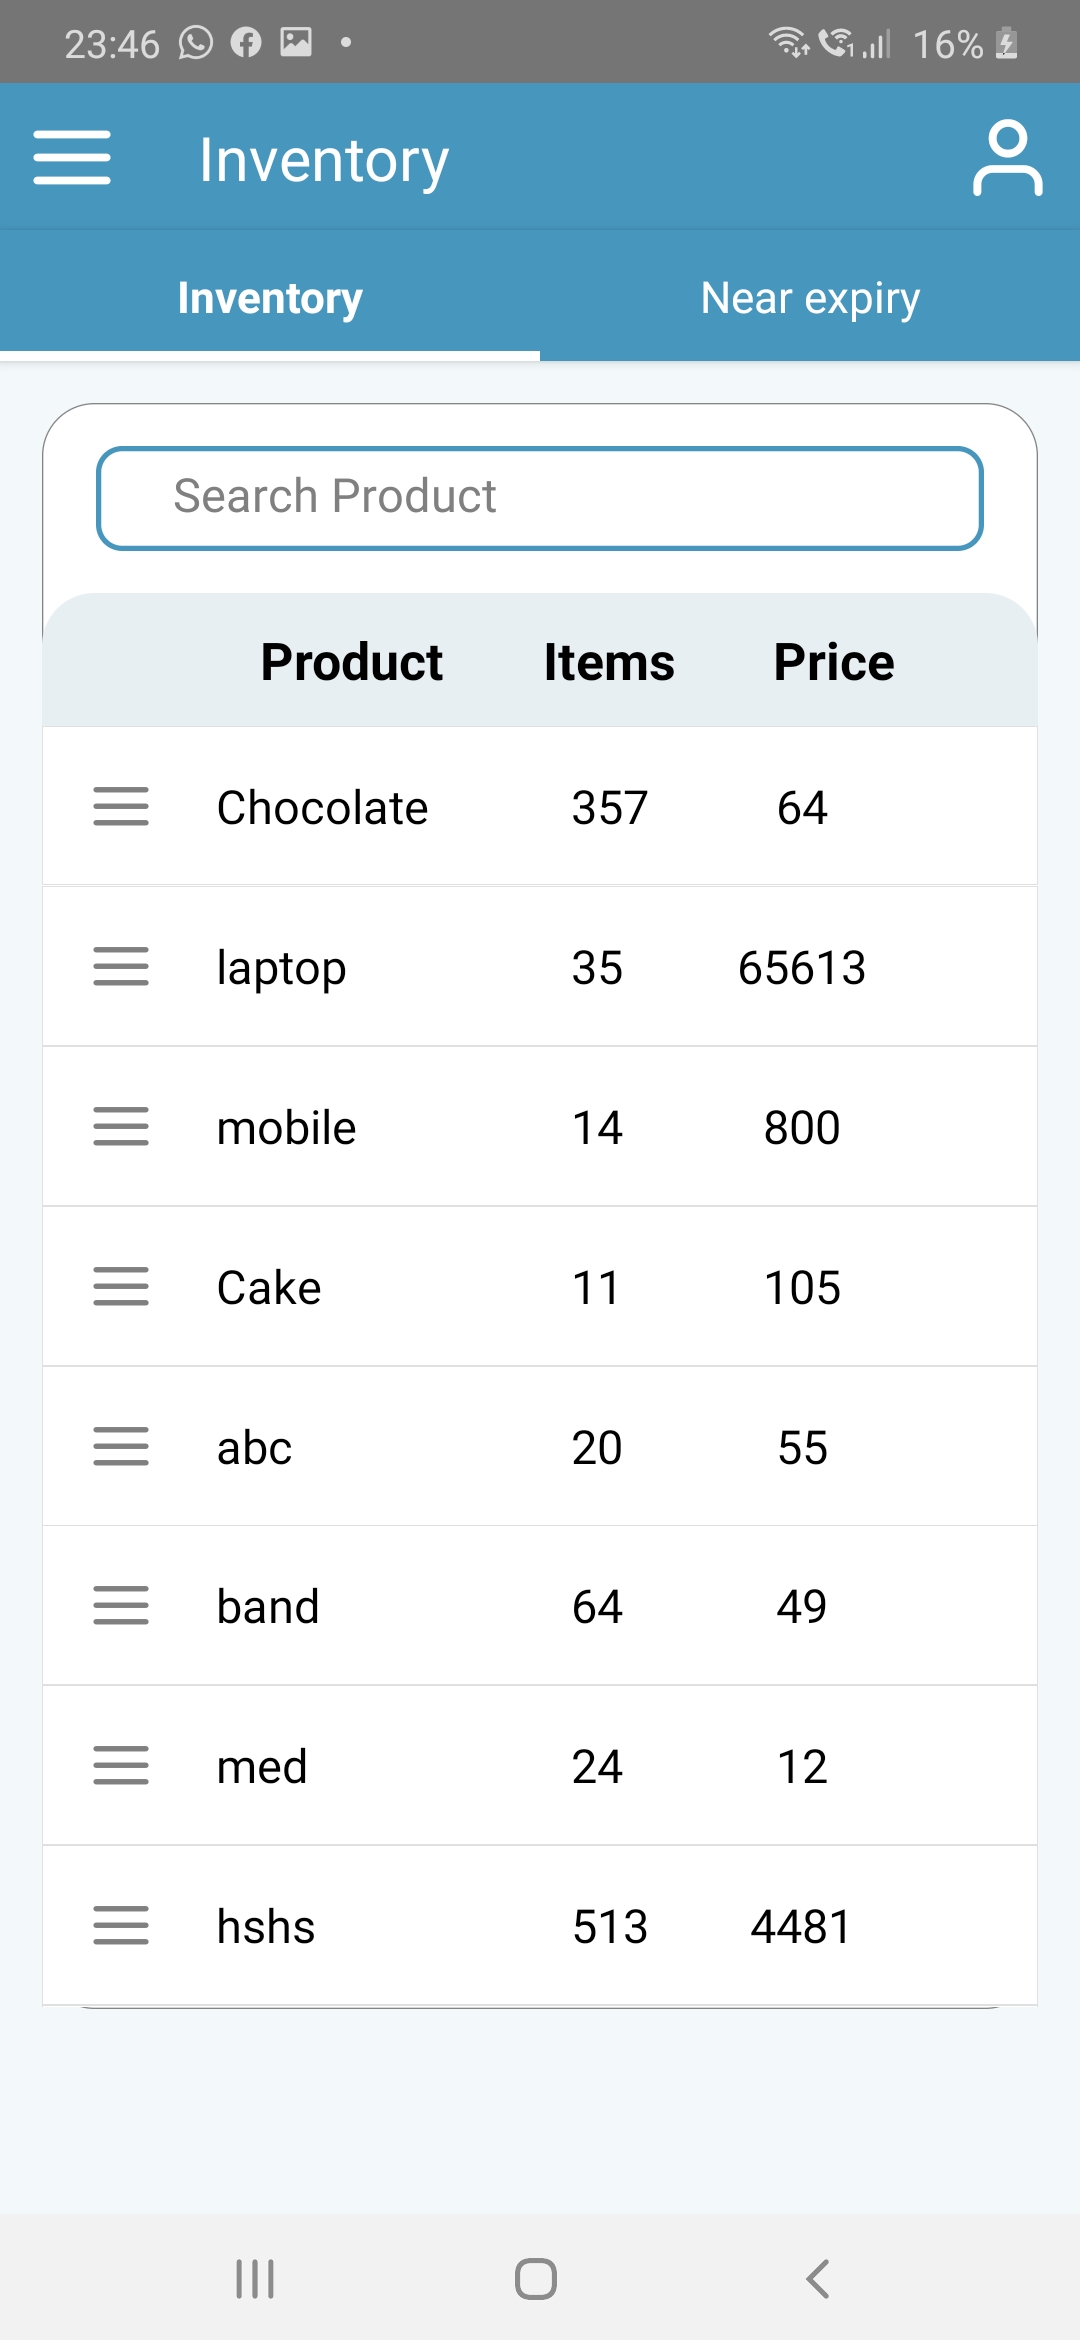 23:46 16%
Inventory
Inventory Near expiry
Search Product
Product Items Price
Chocolate 357 64
laptop 35 65613
mobile 14 800
Cake 11 105
abc 20 55
band 64 49
med 24 12
hshs 513 4481